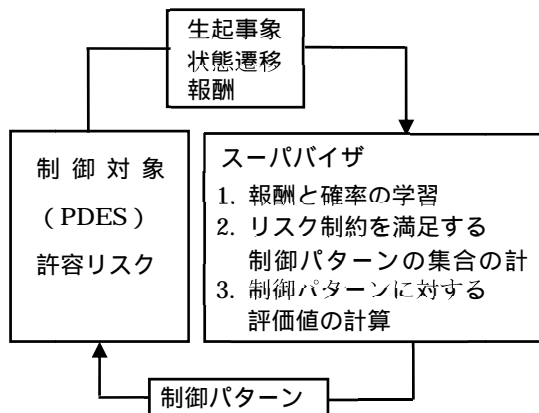 生起事象
状態遷移
報酬
制御対象
(PDES)
許容リスク
スーパバイザ
1. 報酬と確率の学習
2. リスク制約を満足する
制御パターンの集合の計
3. 制御パターンに対する
評価値の計算
制御パターン